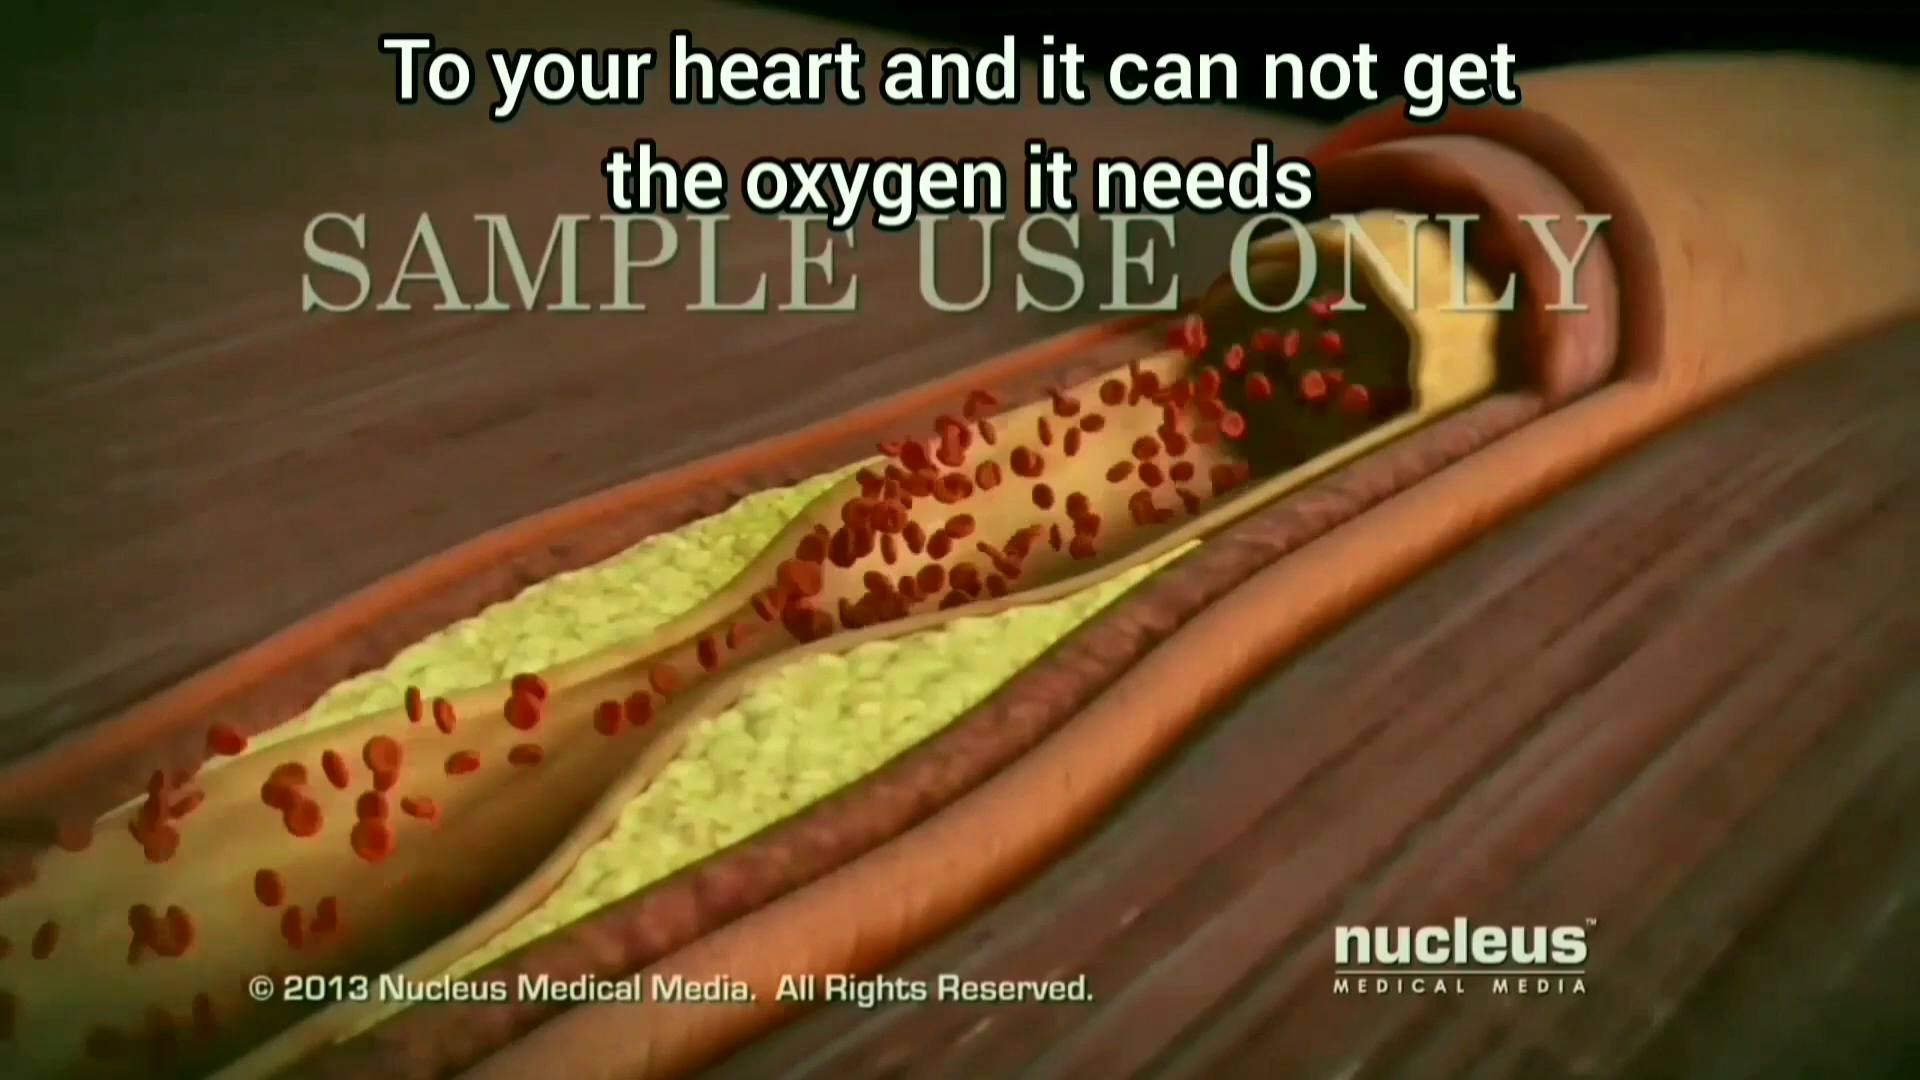 To your heart and it can not get
the oxygen it needs
SAMPLE USE ONLY
nucleus™
MEDICAL MEDIA
© 2013 Nucleus Medical Media. All Rights Reserved.